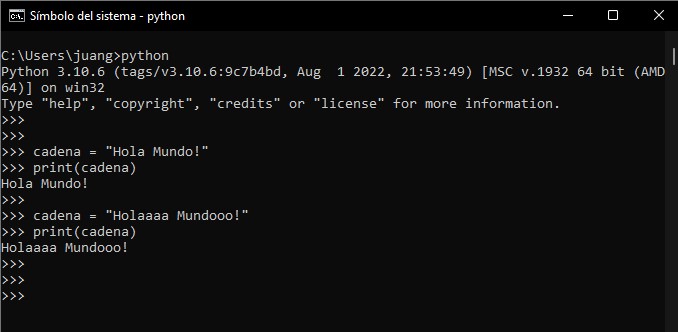 Símbolo del sistema - python
C:\Users\juang>python
Python 3.10.6 (tags/v3.10.6:9c7b4bd, Aug  1 2022, 21:53:49) [MSC v.1932 64 bit (AMD
64)] on win32
Type "help", "copyright", "credits" or "license" for more information.
>>>
>>>
>>> cadena = "Hola Mundo!"
>>> print(cadena)
Hola Mundo!
>>>
>>> cadena = "Holaaaa Mundooo!"
>>> print(cadena)
Holaaaa Mundooo!
>>>
>>>
>>>